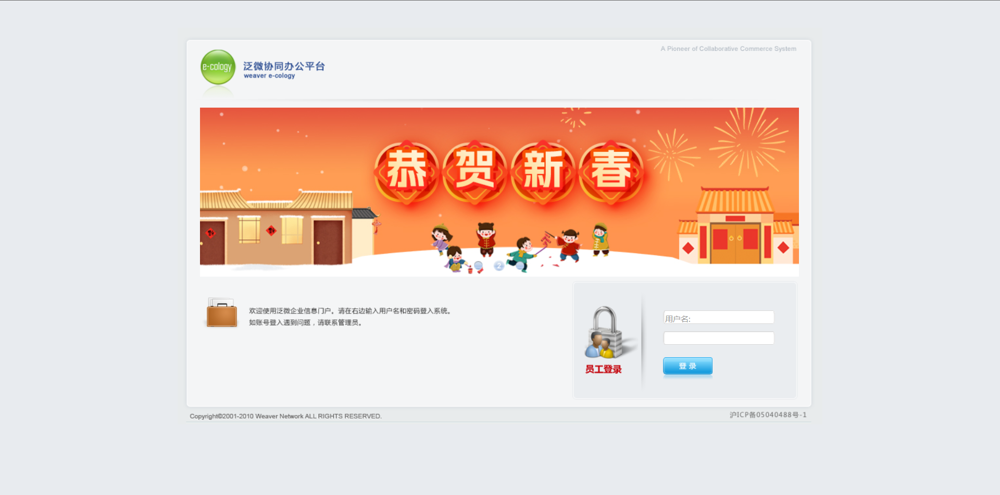 A Pioneer of Collaborative Commerce System
e-cology
泛微协同办公平台
weaver e-cology
恭贺新春
2
欢迎使用泛微企业信息门户。请在右边输入用户名和密码登入系统。
如账号登入遇到问题，请联系管理员。
用户名:
登 录
员工登录
Copyright©2001-2010 Weaver Network ALL RIGHTS RESERVED.
沪ICP备05040488号-1